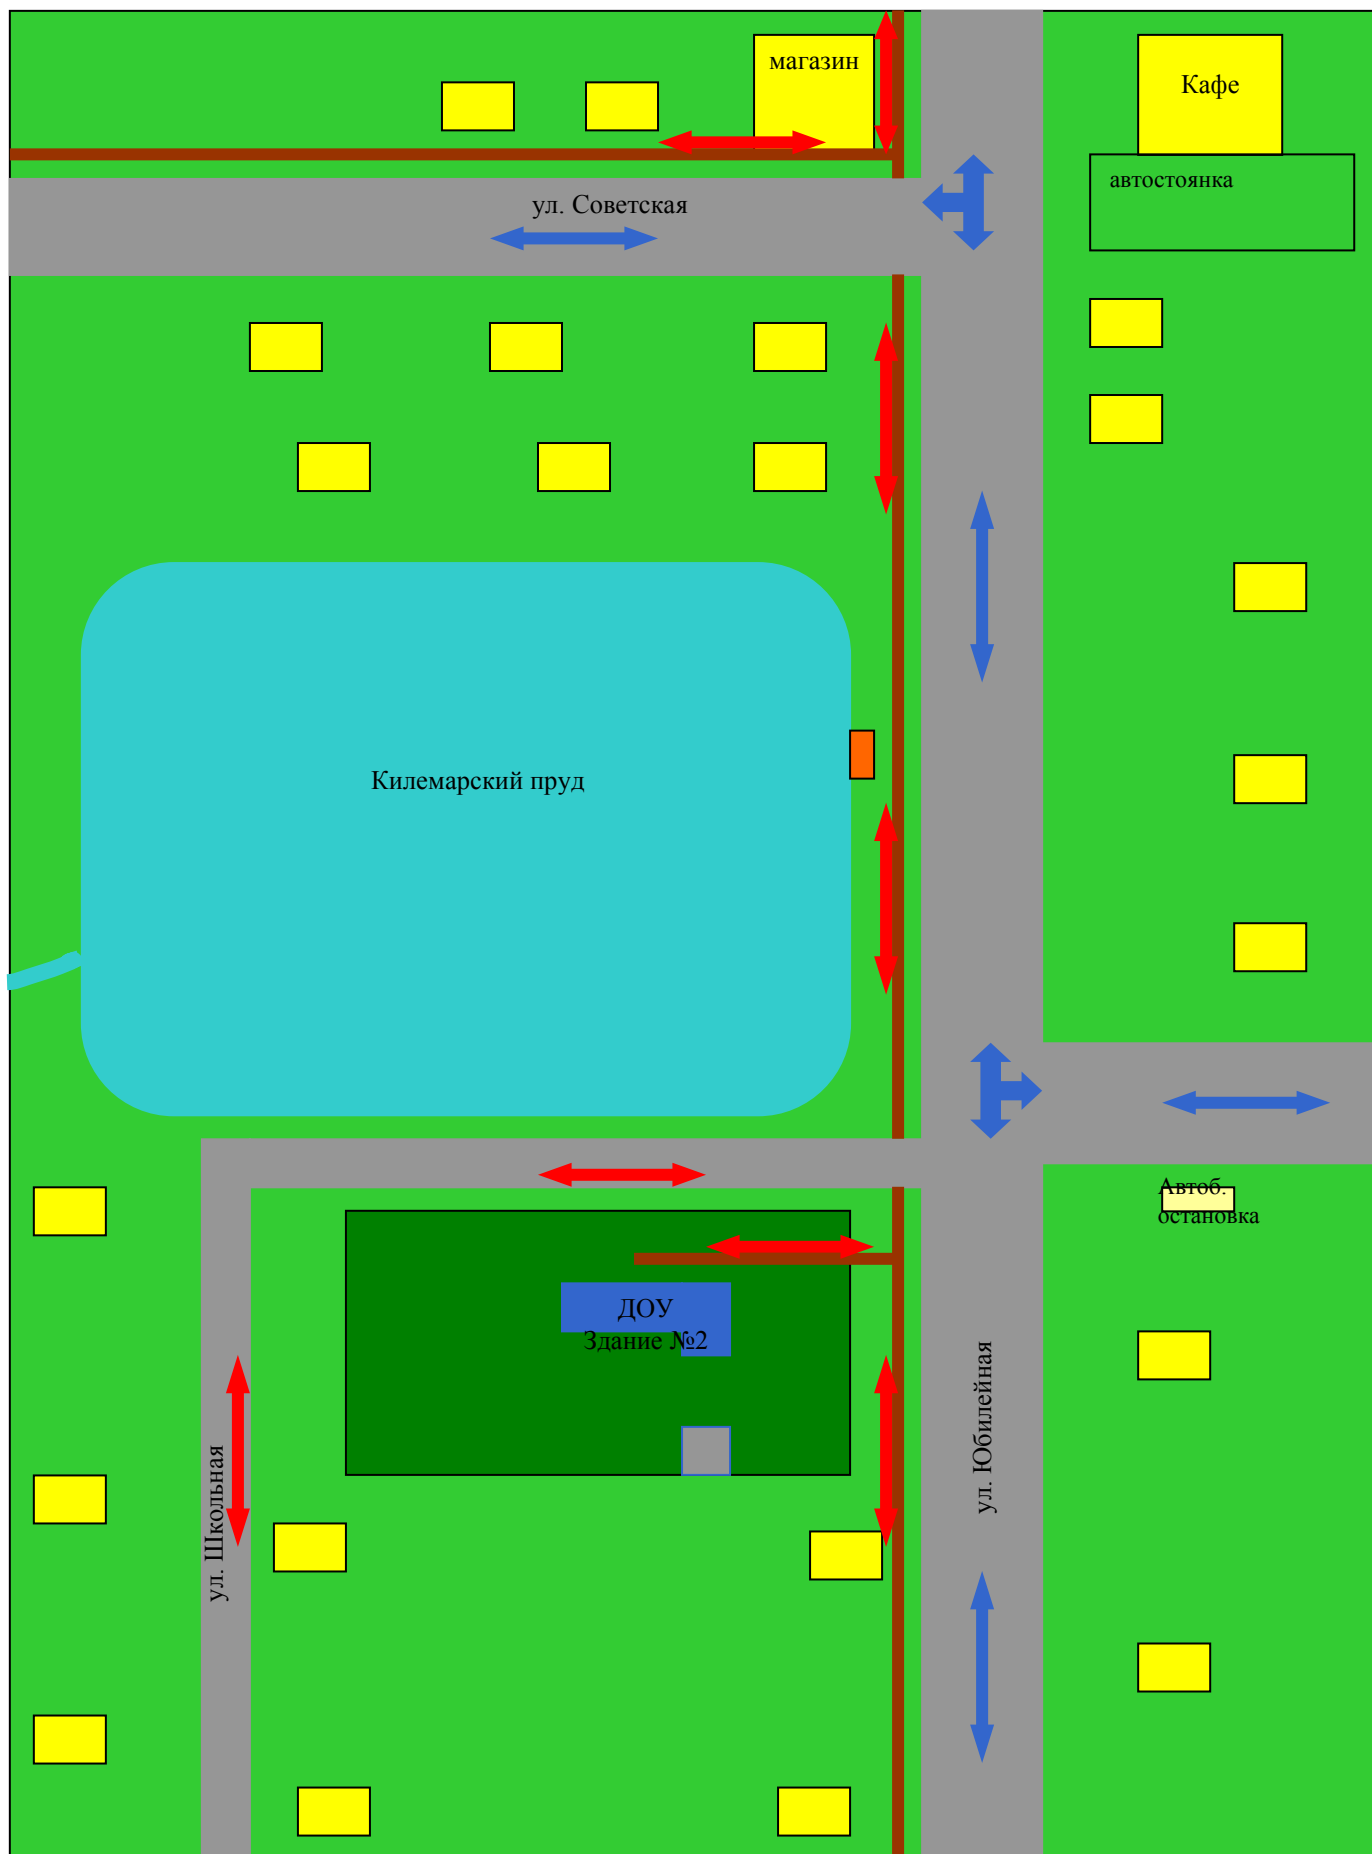 магазин
Кафе
автостоянка
ул. Советская
Килемарский пруд
Автоб.
остановка
ДОУ
Здание №2
ул. Юбилейная
ул. Школьная